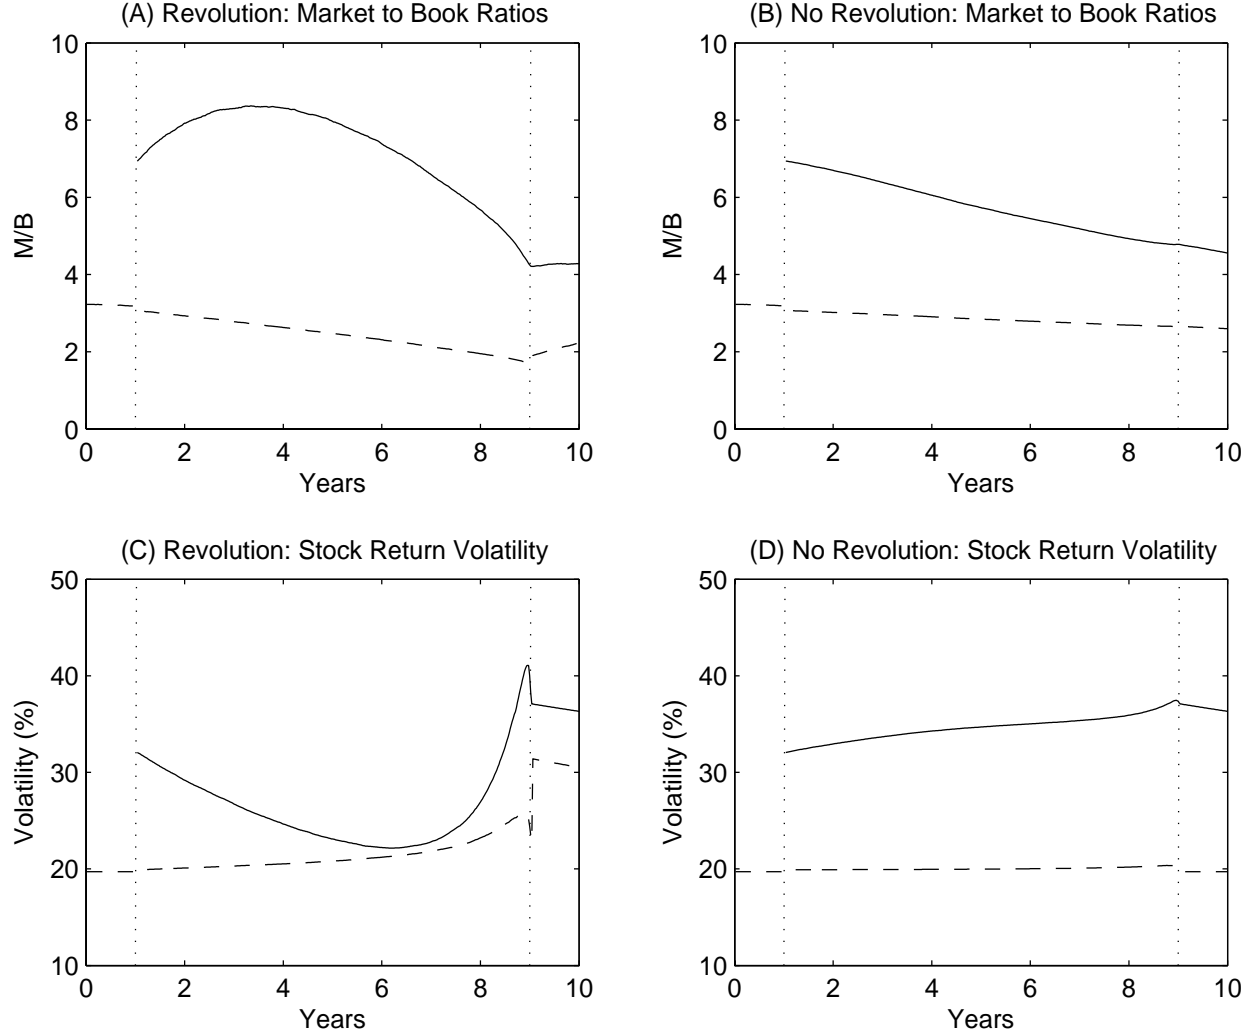 (A) Revolution: Market to Book Ratios
10
8
6
4
2
0
M/B
0 2 4 6 8 10
Years
(B) No Revolution: Market to Book Ratios
10
8
6
4
2
0
M/B
0 2 4 6 8 10
Years
(C) Revolution: Stock Return Volatility
50
40
30
20
10
Volatility (%)
0 2 4 6 8 10
Years
(D) No Revolution: Stock Return Volatility
50
40
30
20
10
Volatility (%)
0 2 4 6 8 10
Years